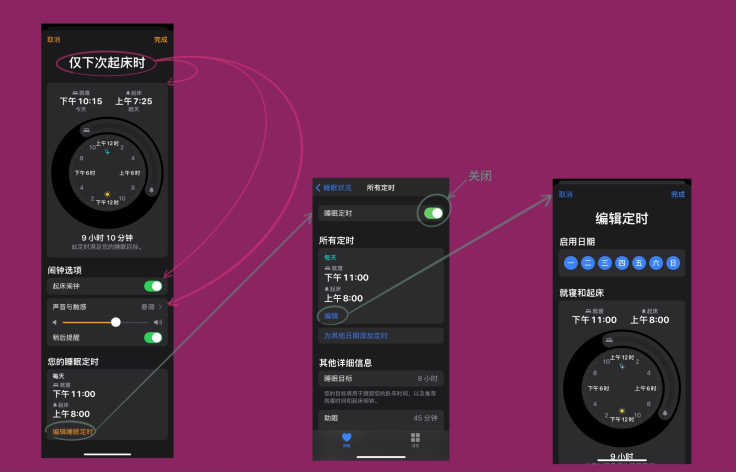 取消
完成
仅下次起床时
就寝
起床
下午 10:15
上午 7:25
今天
明天
上午12时
10
2
8
4
下午6时
上午6时
4
8
2
下午12时
10
9 小时 10 分钟
此定时满足您的睡眠目标。
闹钟选项
起床闹钟
声音与触感
春潮
稍后提醒
您的睡眠定时
每天
就寝
下午 11:00
起床
上午 8:00
编辑睡眠定时
睡眠状况
所有定时
关闭
睡眠定时
所有定时
每天
就寝
下午 11:00
起床
上午 8:00
编辑
为其他日期添加定时
其他详细信息
睡眠目标
8 小时
您的目标将用于跟踪您的卧床时间，以及推荐
就寝时间和起床闹钟。
助眠
45 分钟
取消
完成
编辑定时
启用日期
一 二 三 四 五 六 日
就寝和起床
就寝
起床
下午 11:00
上午 8:00
上午12时
10
2
8
4
下午6时
上午6时
4
8
2
下午12时
10
9 小时